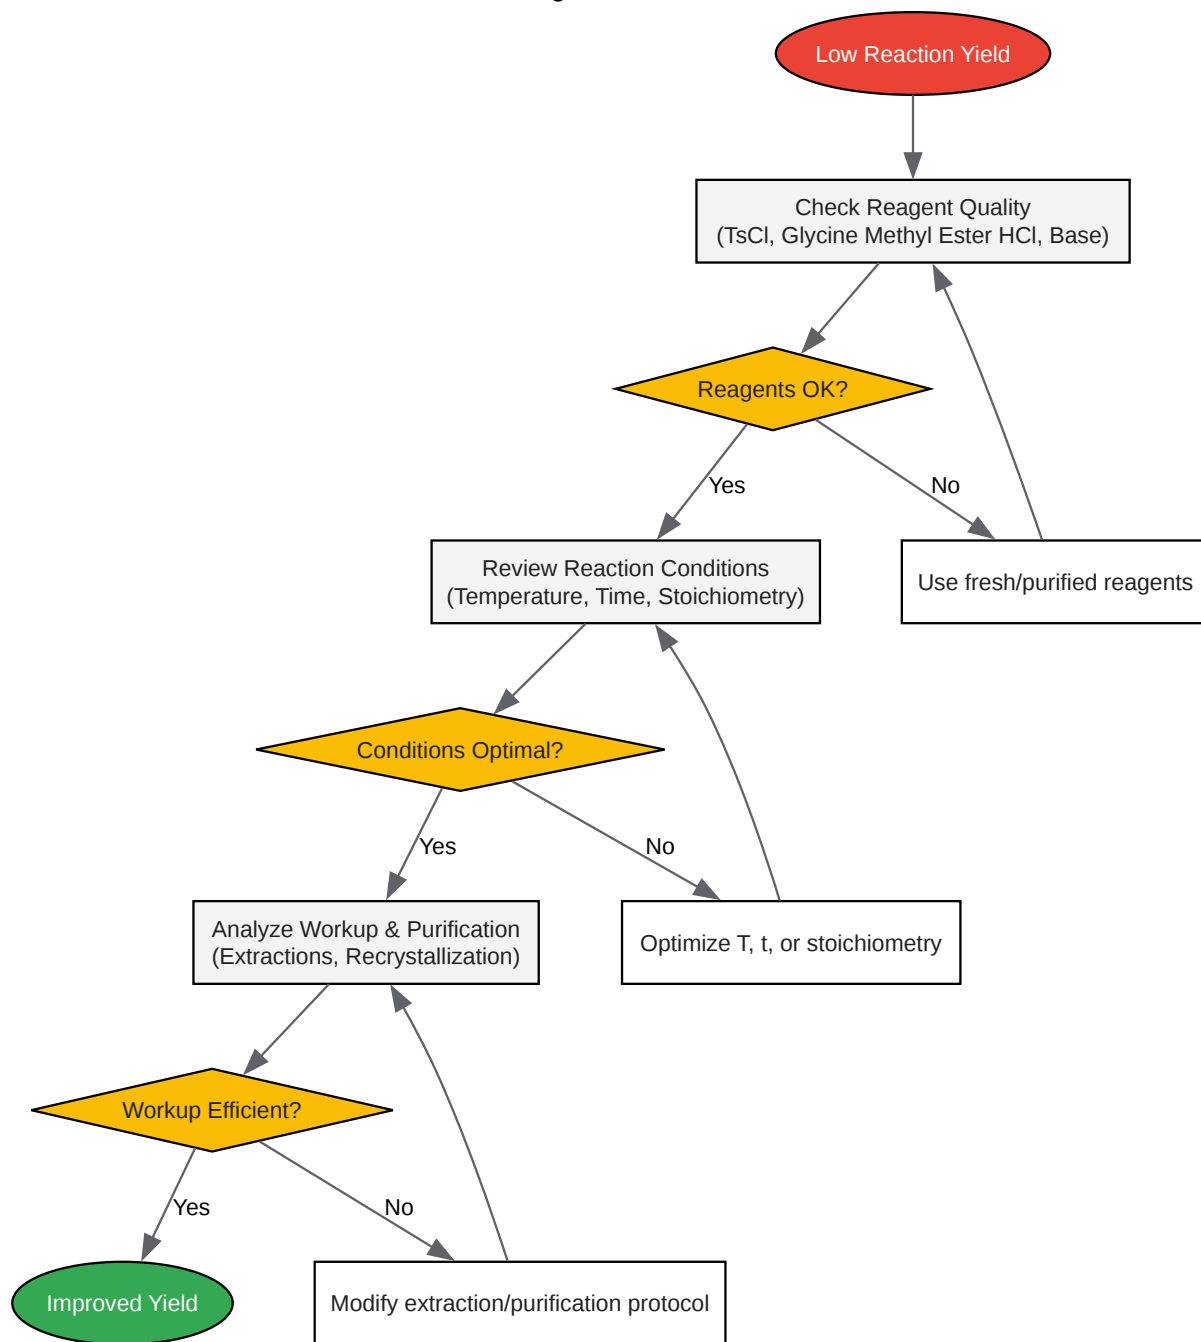 Low Reaction Yield
Check Reagent Quality
(TsCl, Glycine Methyl Ester HCl, Base)
Reagents OK?
Yes
No
Review Reaction Conditions
(Temperature, Time, Stoichiometry)
Use fresh/purified reagents
Conditions Optimal?
Yes
No
Analyze Workup & Purification
(Extractions, Recrystallization)
Optimize T, t, or stoichiometry
Workup Efficient?
Yes
No
Improved Yield
Modify extraction/purification protocol